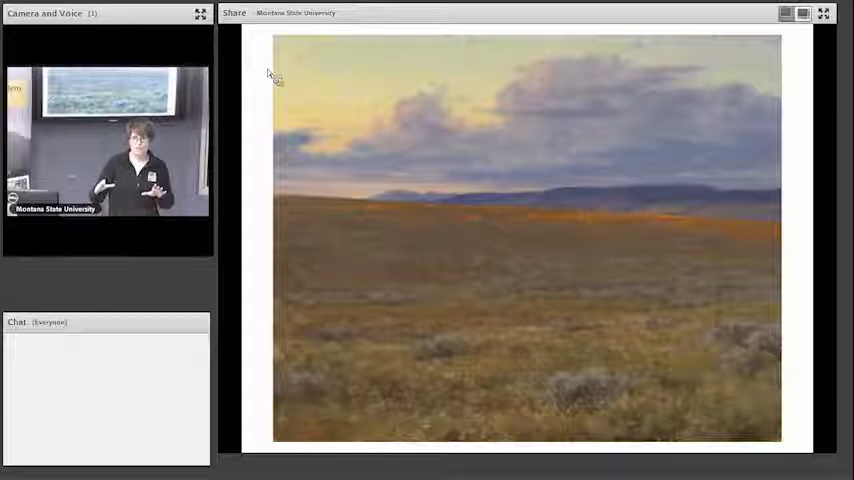 Camera and Voice (1)
Share - Montana State University
Montana State University
Chat (Everyone)